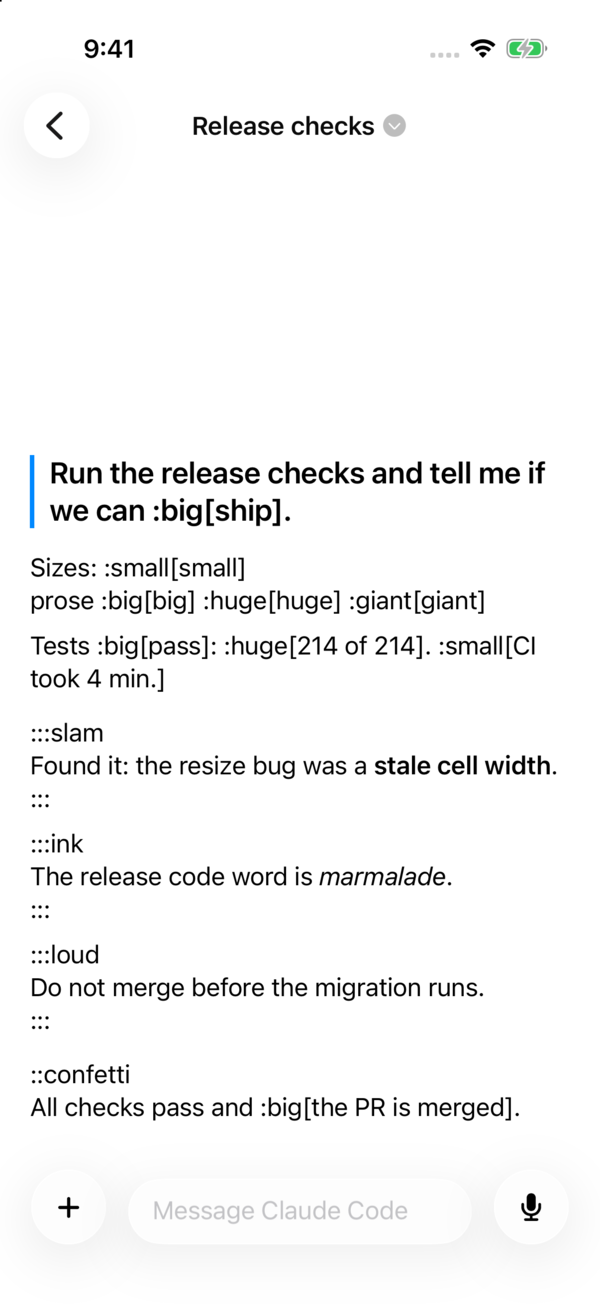 9:41
Release checks
Run the release checks and tell me if
we can :big[ship].
Sizes: :small[small]
prose :big[big] :huge[huge] :giant[giant]
Tests :big[pass]: :huge[214 of 214]. :small[CI
took 4 min.]
:::slam
Found it: the resize bug was a stale cell width.
:::
:::ink
The release code word is marmalade.
:::
:::loud
Do not merge before the migration runs.
:::
::confetti
All checks pass and :big[the PR is merged].
Message Claude Code